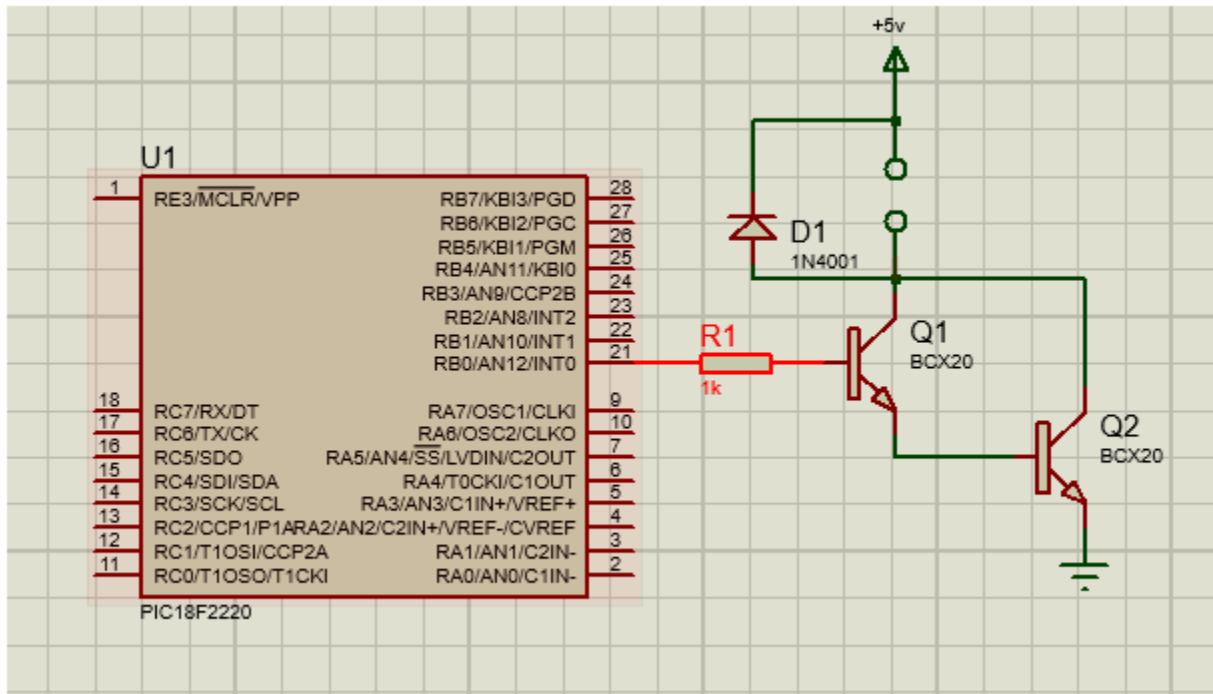 +5v
U1
1 RE3/MCLR/VPP RB7/KBI3/PGD 28
RB6/KBI2/PGC 27
RB5/KBI1/PGM 26
RB4/AN11/KBI0 25
RB3/AN9/CCP2B 24
RB2/AN8/INT2 23
RB1/AN10/INT1 22
RB0/AN12/INT0 21
18 RC7/RX/DT RA7/OSC1/CLKI 9
17 RC6/TX/CK RA6/OSC2/CLKO 10
16 RC5/SDO RA5/AN4/SS/LVDIN/C2OUT 7
15 RC4/SDI/SDA RA4/T0CKI/C1OUT 6
14 RC3/SCK/SCL RA3/AN3/C1IN+/VREF+ 5
13 RC2/CCP1/P1A RA2/AN2/C2IN+/VREF-/CVREF 4
12 RC1/T1OSI/CCP2A RA1/AN1/C2IN- 3
11 RC0/T1OSO/T1CKI RA0/AN0/C1IN- 2
PIC18F2220
R1
1k
D1
1N4001
Q1
BCX20
Q2
BCX20